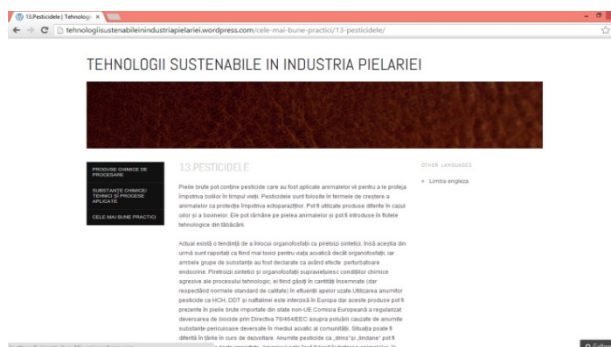 13.Pesticidele | Tehnologi
tehnologiisustenabileinindustriapielariei.wordpress.com/cele-mai-bune-practici/13-pesticidele/
TEHNOLOGII SUSTENABILE IN INDUSTRIA PIELARIEI
PRODUSE CHIMICE DE
PROCESARE
SUBSTANȚE CHIMICE/
TEHNICI ȘI PROCESE
APLICATE
CELE MAI BUNE PRACTICI
13.PESTICIDELE
Pieile brute pot conține pesticide care au fost aplicate animalelor vii pentru a le proteja
împotriva bolilor în timpul vieții. Pesticidele sunt folosite în fermele de creștere a
animalelor ca protecție împotriva ectoparaziților. Pot fi utilizate produse diferite în cazul
oilor și a bovinelor. Ele pot rămâne pe pielea animalelor și pot fi introduse în flotele
tehnologice din tăbăcării.
Actual există o tendință de a înlocui organofosfații cu piretoizi sintetici, însă aceștia din
urmă sunt raportați ca fiind mai toxici pentru viața acvatică decât organofosfații, iar
ambele grupe de substanțe au fost declarate ca având efecte perturbatoare
endocrine. Piretroizii sintetici și organofosfații supraviețuiesc condițiilor chimice
agresive ale procesului tehnologic, ei fiind găsiți în cantități însemnate (dar
respectând normele standard de calitate) în efluenții apelor uzate.Utilizarea anumitor
pesticide ca HCH, DDT și naftalinei este interzisă în Europa dar aceste produse pot fi
prezente în pieile brute importate din state non-UE.Comisia Europeană a regularizat
deversarea de biocide prin Directiva 76/464/EEC asupra poluării cauzate de anumite
substanțe periculoase deversate în mediul acvatic al comunității. Situația poate fi
diferită în țările în curs de dezvoltare. Anumite pesticide ca „dirnos"și „lindane" pot fi
OTHER LANGUAGES
Limba engleza
Follow